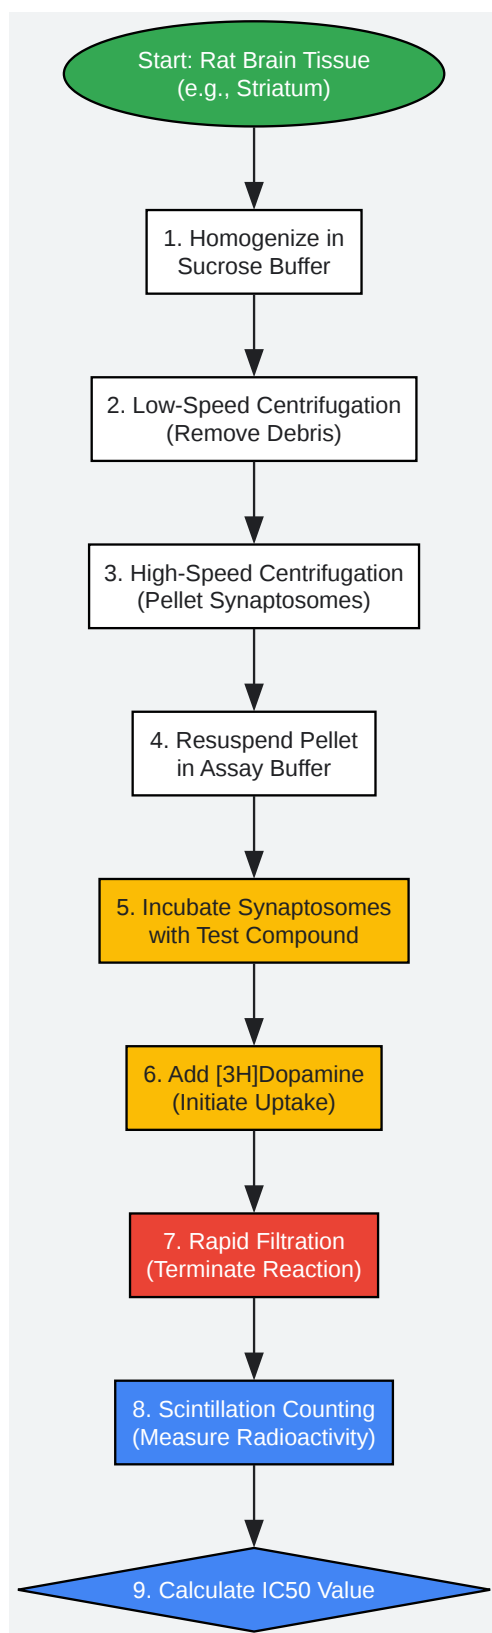 Start: Rat Brain Tissue
(e.g., Striatum)
1. Homogenize in
Sucrose Buffer
2. Low-Speed Centrifugation
(Remove Debris)
3. High-Speed Centrifugation
(Pellet Synaptosomes)
4. Resuspend Pellet
in Assay Buffer
5. Incubate Synaptosomes
with Test Compound
6. Add [3H]Dopamine
(Initiate Uptake)
7. Rapid Filtration
(Terminate Reaction)
8. Scintillation Counting
(Measure Radioactivity)
9. Calculate IC50 Value